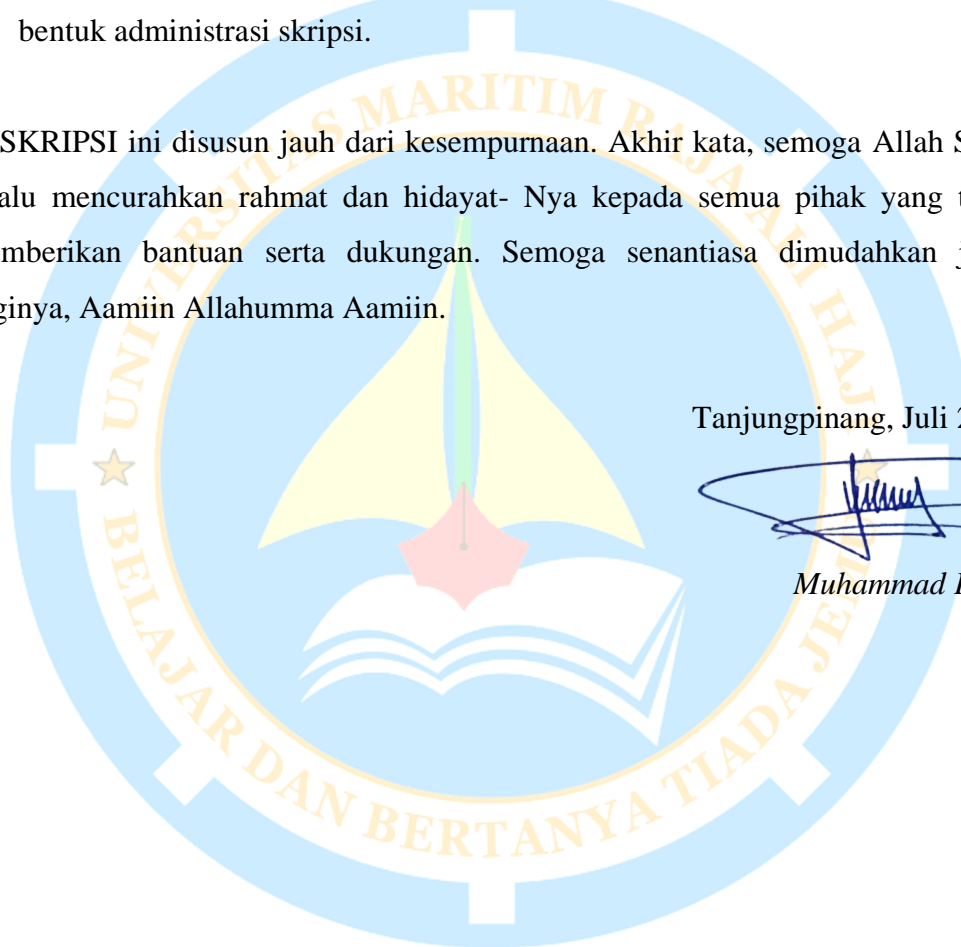 bentuk administrasi skripsi.
SKRIPSI ini disusun jauh dari kesempurnaan. Akhir kata, semoga Allah S
alu mencurahkan rahmat dan hidayat- Nya kepada semua pihak yang t
mberikan bantuan serta dukungan. Semoga senantiasa dimudahkan j
ginya, Aamiin Allahumma Aamiin.
UNIVERSITAS MARITIM RAJA ALI HAJI
Tanjungpinang, Juli 2
Muhammad
BELAJAR DAN BERTANYA TIADA JEMU